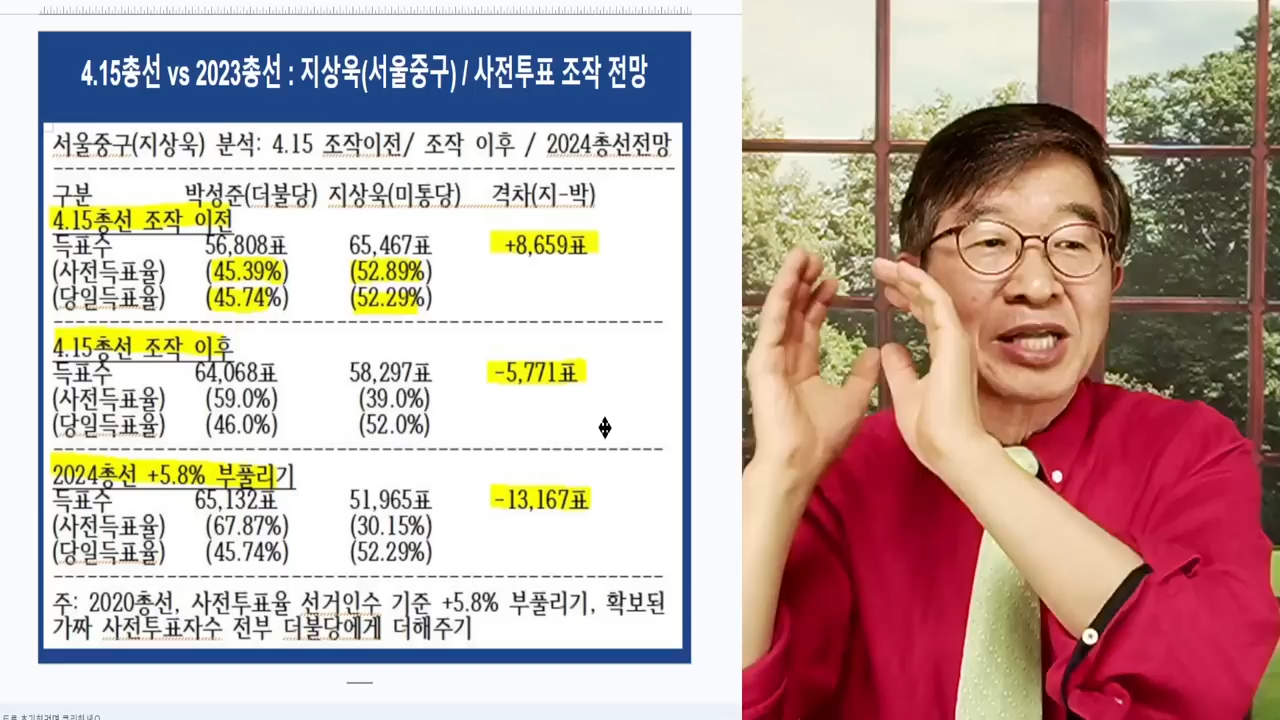 4.15총선 vs 2023총선 : 지상욱(서울중구) / 사전투표 조작 전망
서울중구(지상욱) 분석: 4.15 조작이전/ 조작 이후 / 2024총선전망
구분 박성준(더불당) 지상욱(미통당) 격차(지-박)
4.15총선 조작 이전
득표수 56,808표 65,467표 +8,659표
(사전득표율) (45.39%) (52.89%)
(당일득표율) (45.74%) (52.29%)
4.15총선 조작 이후
득표수 64,068표 58,297표 -5,771표
(사전득표율) (59.0%) (39.0%)
(당일득표율) (46.0%) (52.0%)
2024총선 +5.8% 부풀리기
득표수 65,132표 51,965표 -13,167표
(사전득표율) (67.87%) (30.15%)
(당일득표율) (45.74%) (52.29%)
주: 2020총선, 사전투표율 선거인수 기준 +5.8% 부풀리기, 확보된
가짜 사전투표자수 전부 더불당에게 더해주기